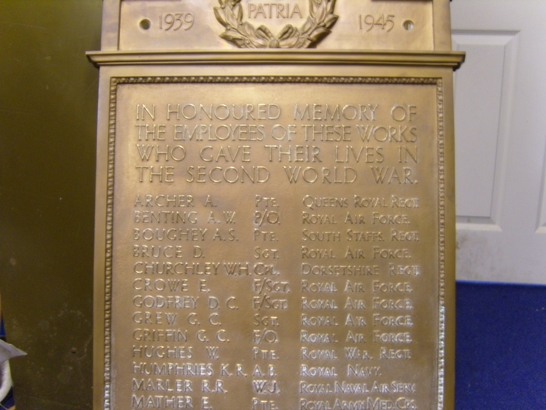 PATRIA
1939 1945
IN HONOURED MEMORY OF
THE EMPLOYEES OF THESE WORKS
WHO GAVE THEIR LIVES IN
THE SECOND WORLD WAR.
ARCHER A. PTE. QUEENS ROYAL REGT.
BENTING A.W. P/O. ROYAL AIR FORCE.
BOUGHEY A.S. PTE. SOUTH STAFFS. REGT.
BRUCE D. SGT. ROYAL AIR FORCE.
CHURCHLEY W.H. CPL. DORSETSHIRE REGT.
CROWE E. F/SGT. ROYAL AIR FORCE
GODFREY D.C. F/SGT. ROYAL AIR FORCE.
GREW G. C. SGT. ROYAL AIR FORCE.
GRIFFIN G. C. F/O. ROYAL AIR FORCE.
HUGHES W. PTE. ROYAL WAR. REGT.
HUMPHRIES K.R. A.B. ROYAL NAVY.
MARLER R.R. W.J. ROYAL NAVAL AIR SERV.
MATHER E. PTE. ROYAL ARMY MED. CPS.